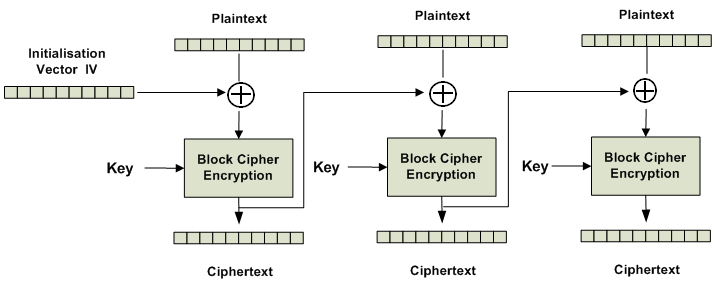 Plaintext
Plaintext
Plaintext
Initialisation
Vector IV
Key
Block Cipher
Encryption
Key
Block Cipher
Encryption
Key
Block Cipher
Encryption
Ciphertext
Ciphertext
Ciphertext